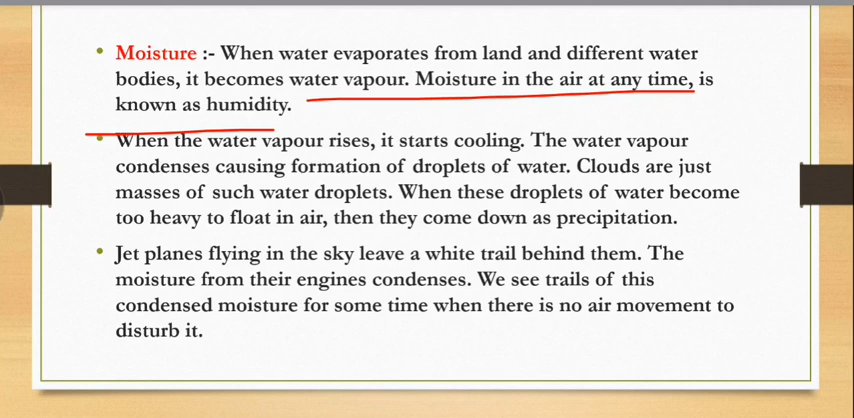 • Moisture :- When water evaporates from land and different water
bodies, it becomes water vapour. Moisture in the air at any time, is
known as humidity.
• When the water vapour rises, it starts cooling. The water vapour
condenses causing formation of droplets of water. Clouds are just
masses of such water droplets. When these droplets of water become
too heavy to float in air, then they come down as precipitation.
• Jet planes flying in the sky leave a white trail behind them. The
moisture from their engines condenses. We see trails of this
condensed moisture for some time when there is no air movement to
disturb it.